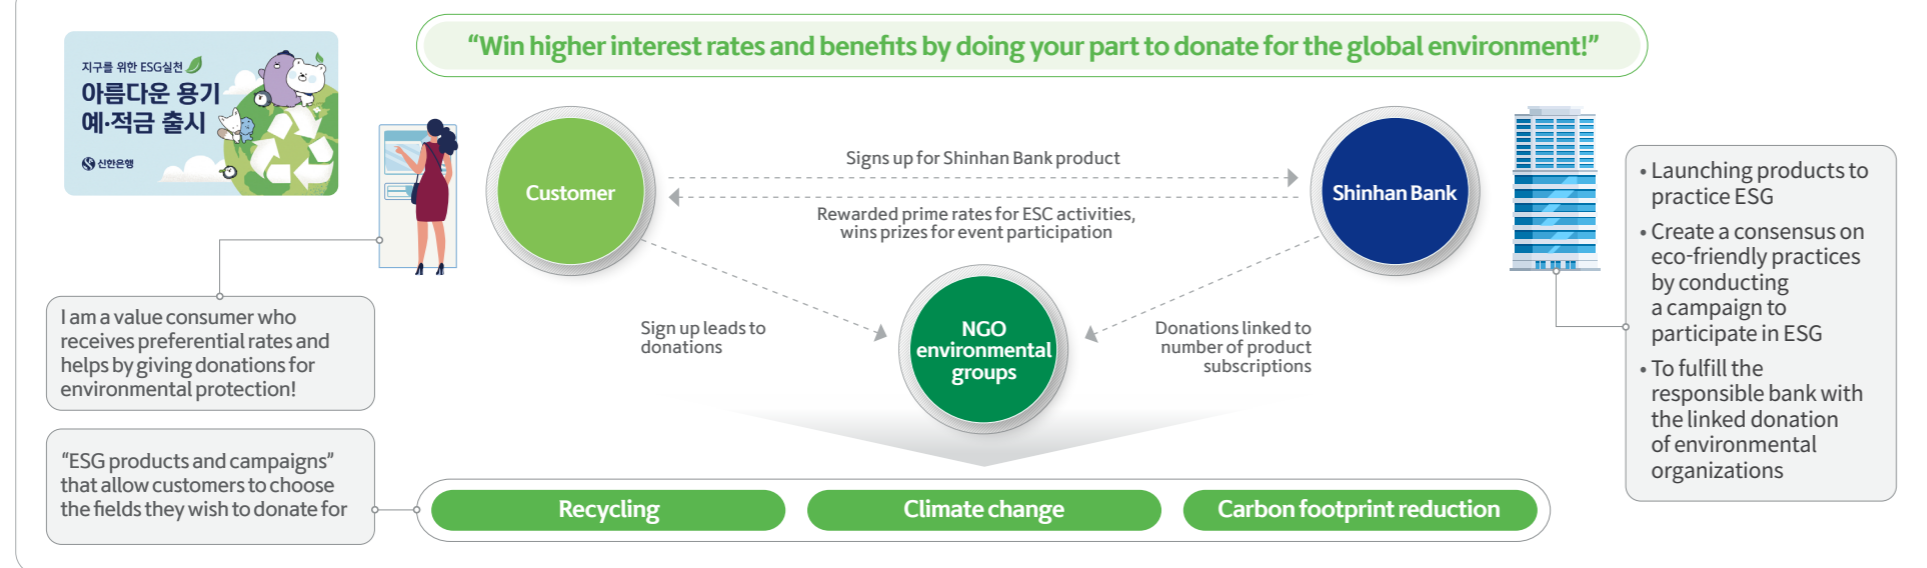 지구를 위한 ESG실천
아름다운 용기
예·적금 출시
신한은행
“Win higher interest rates and benefits by doing your part to donate for the global environment!”
Customer
Signs up for Shinhan Bank product
Rewarded prime rates for ESC activities,
wins prizes for event participation
Shinhan Bank
Sign up leads to
donations
NGO
environmental
groups
Donations linked to
number of product
subscriptions
I am a value consumer who
receives preferential rates and
helps by giving donations for
environmental protection!
• Launching products to
practice ESG
• Create a consensus on
eco-friendly practices
by conducting
a campaign to
participate in ESG
• To fulfill the
responsible bank with
the linked donation
of environmental
organizations
“ESG products and campaigns”
that allow customers to choose
the fields they wish to donate for
Recycling
Climate change
Carbon footprint reduction